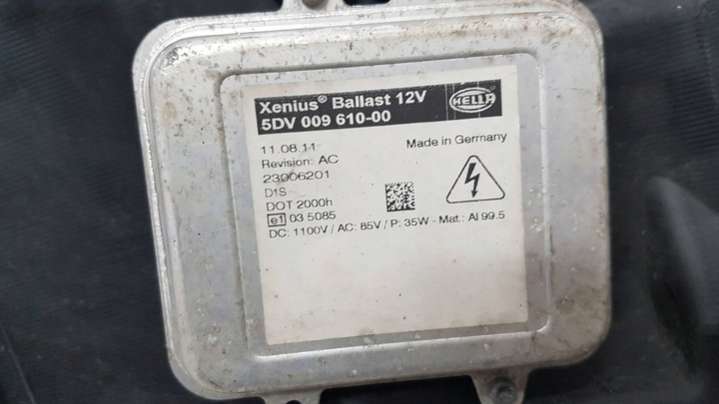 Xenius® Ballast 12V
5DV 009 610-00
HELLA
11.08.11
Made in Germany
Revision: AC
23006201
D1S
DOT 2000h
e1 03 5085
DC: 1100V / AC: 85V / P: 35W - Mat.: Al 99.5